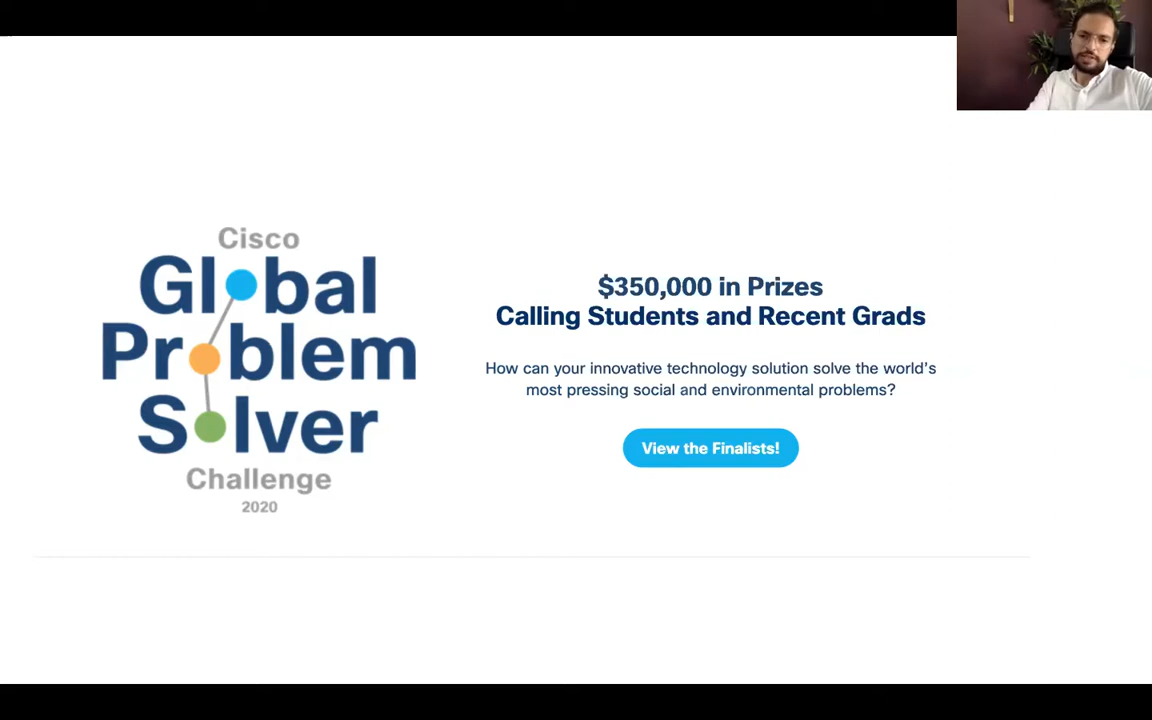 Cisco
Global
Problem
Solver
Challenge
2020
$350,000 in Prizes
Calling Students and Recent Grads
How can your innovative technology solution solve the world's
most pressing social and environmental problems?
View the Finalists!